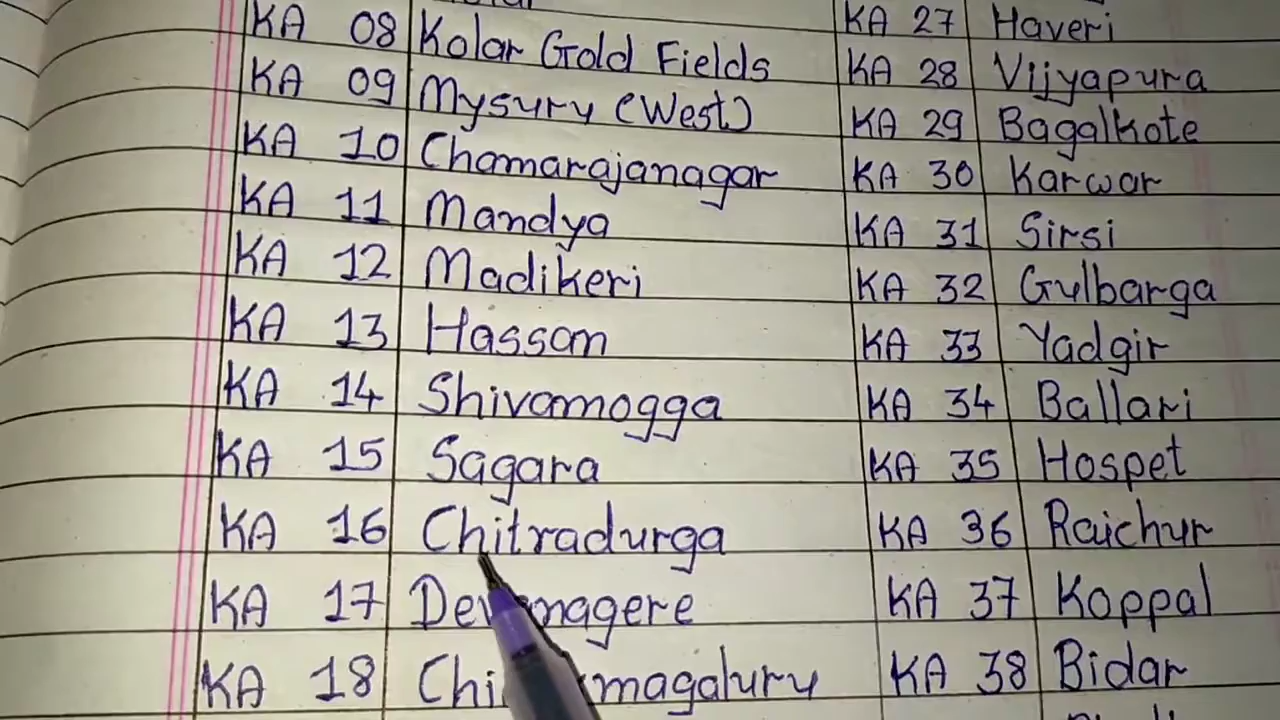 KA 08 Kolar Gold Fields KA 27 Haveri
KA 09 Mysuru (West) KA 28 Vijyapura
KA 10 Chamarajanagar KA 29 Bagalkote
KA 11 Mandya KA 30 Karwar
KA 12 Madikeri KA 31 Sirsi
KA 13 Hassan KA 32 Gulbarga
KA 14 Shivamogga KA 33 Yadgir
KA 15 Sagara KA 34 Ballari
KA 16 Chitradurga KA 35 Hospet
KA 17 KA 36 Raichur
KA 18 KA 37 Koppal
KA 38 Bidar